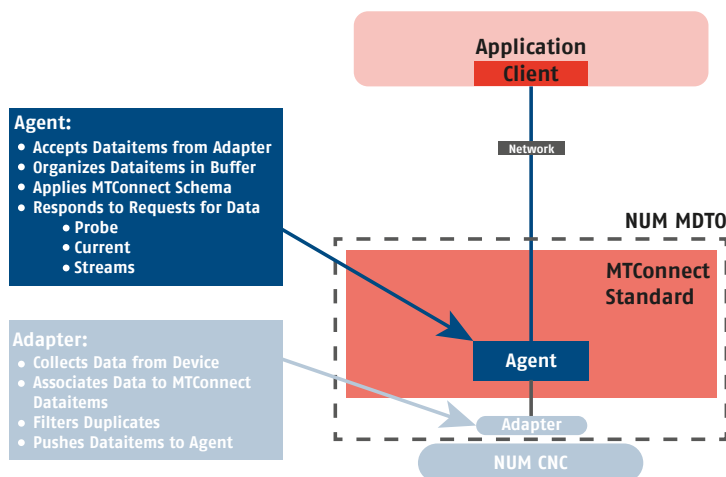 Application
Client
Network
Agent:
• Accepts Dataitems from Adapter
• Organizes Dataitems in Buffer
• Applies MTConnect Schema
• Responds to Requests for Data
• Probe
• Current
• Streams
NUM MDTO
MTConnect
Standard
Agent
Adapter:
• Collects Data from Device
• Associates Data to MTConnect
Dataitems
• Filters Duplicates
• Pushes Dataitems to Agent
Adapter
NUM CNC